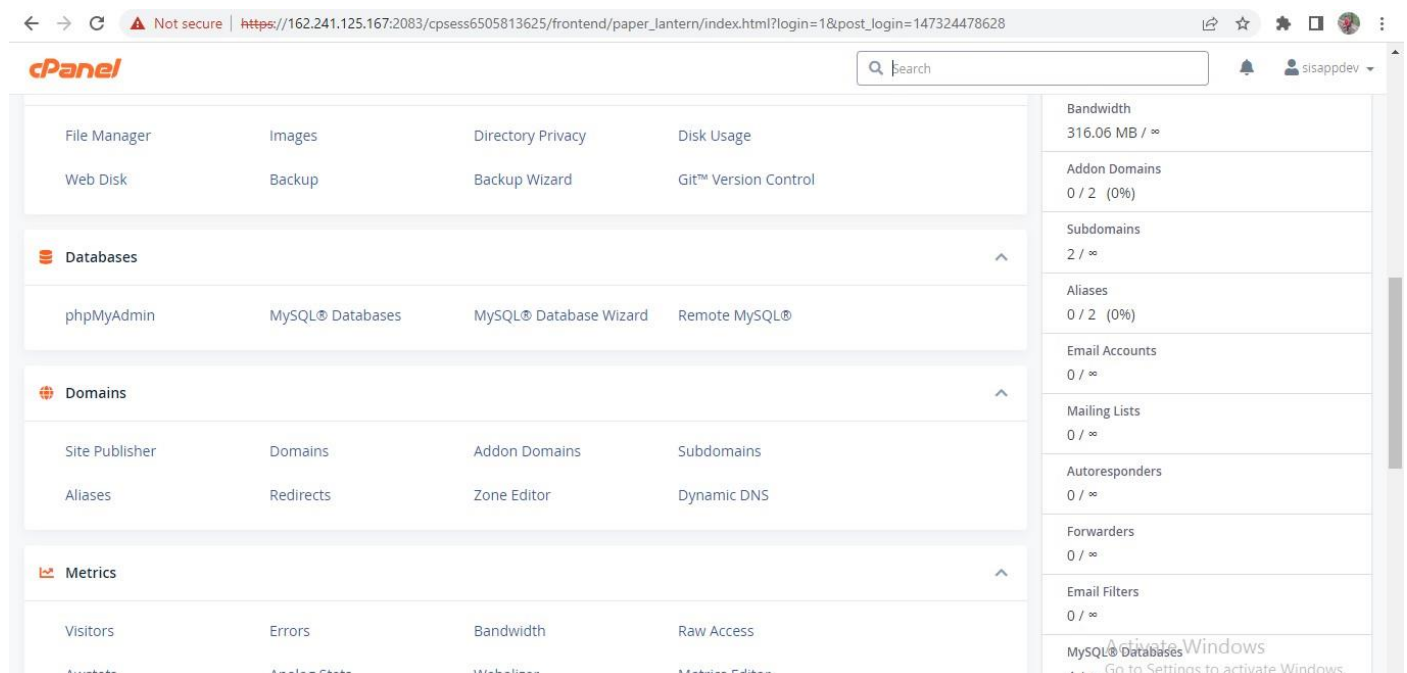 Not secure | https://162.241.125.167:2083/cpsess6505813625/frontend/paper_lantern/index.html?login=1&post_login=147324478628
cPanel
Search
sisappdev
File Manager Images Directory Privacy Disk Usage
Web Disk Backup Backup Wizard Git™ Version Control
Databases
phpMyAdmin MySQL® Databases MySQL® Database Wizard Remote MySQL®
Domains
Site Publisher Domains Addon Domains Subdomains
Aliases Redirects Zone Editor Dynamic DNS
Metrics
Visitors Errors Bandwidth Raw Access
Bandwidth
316.06 MB / ∞
Addon Domains
0 / 2 (0%)
Subdomains
2 / ∞
Aliases
0 / 2 (0%)
Email Accounts
0 / ∞
Mailing Lists
0 / ∞
Autoresponders
0 / ∞
Forwarders
0 / ∞
Email Filters
0 / ∞
MySQL® Databases
Activate Windows
Go to Settings to activate Windows.